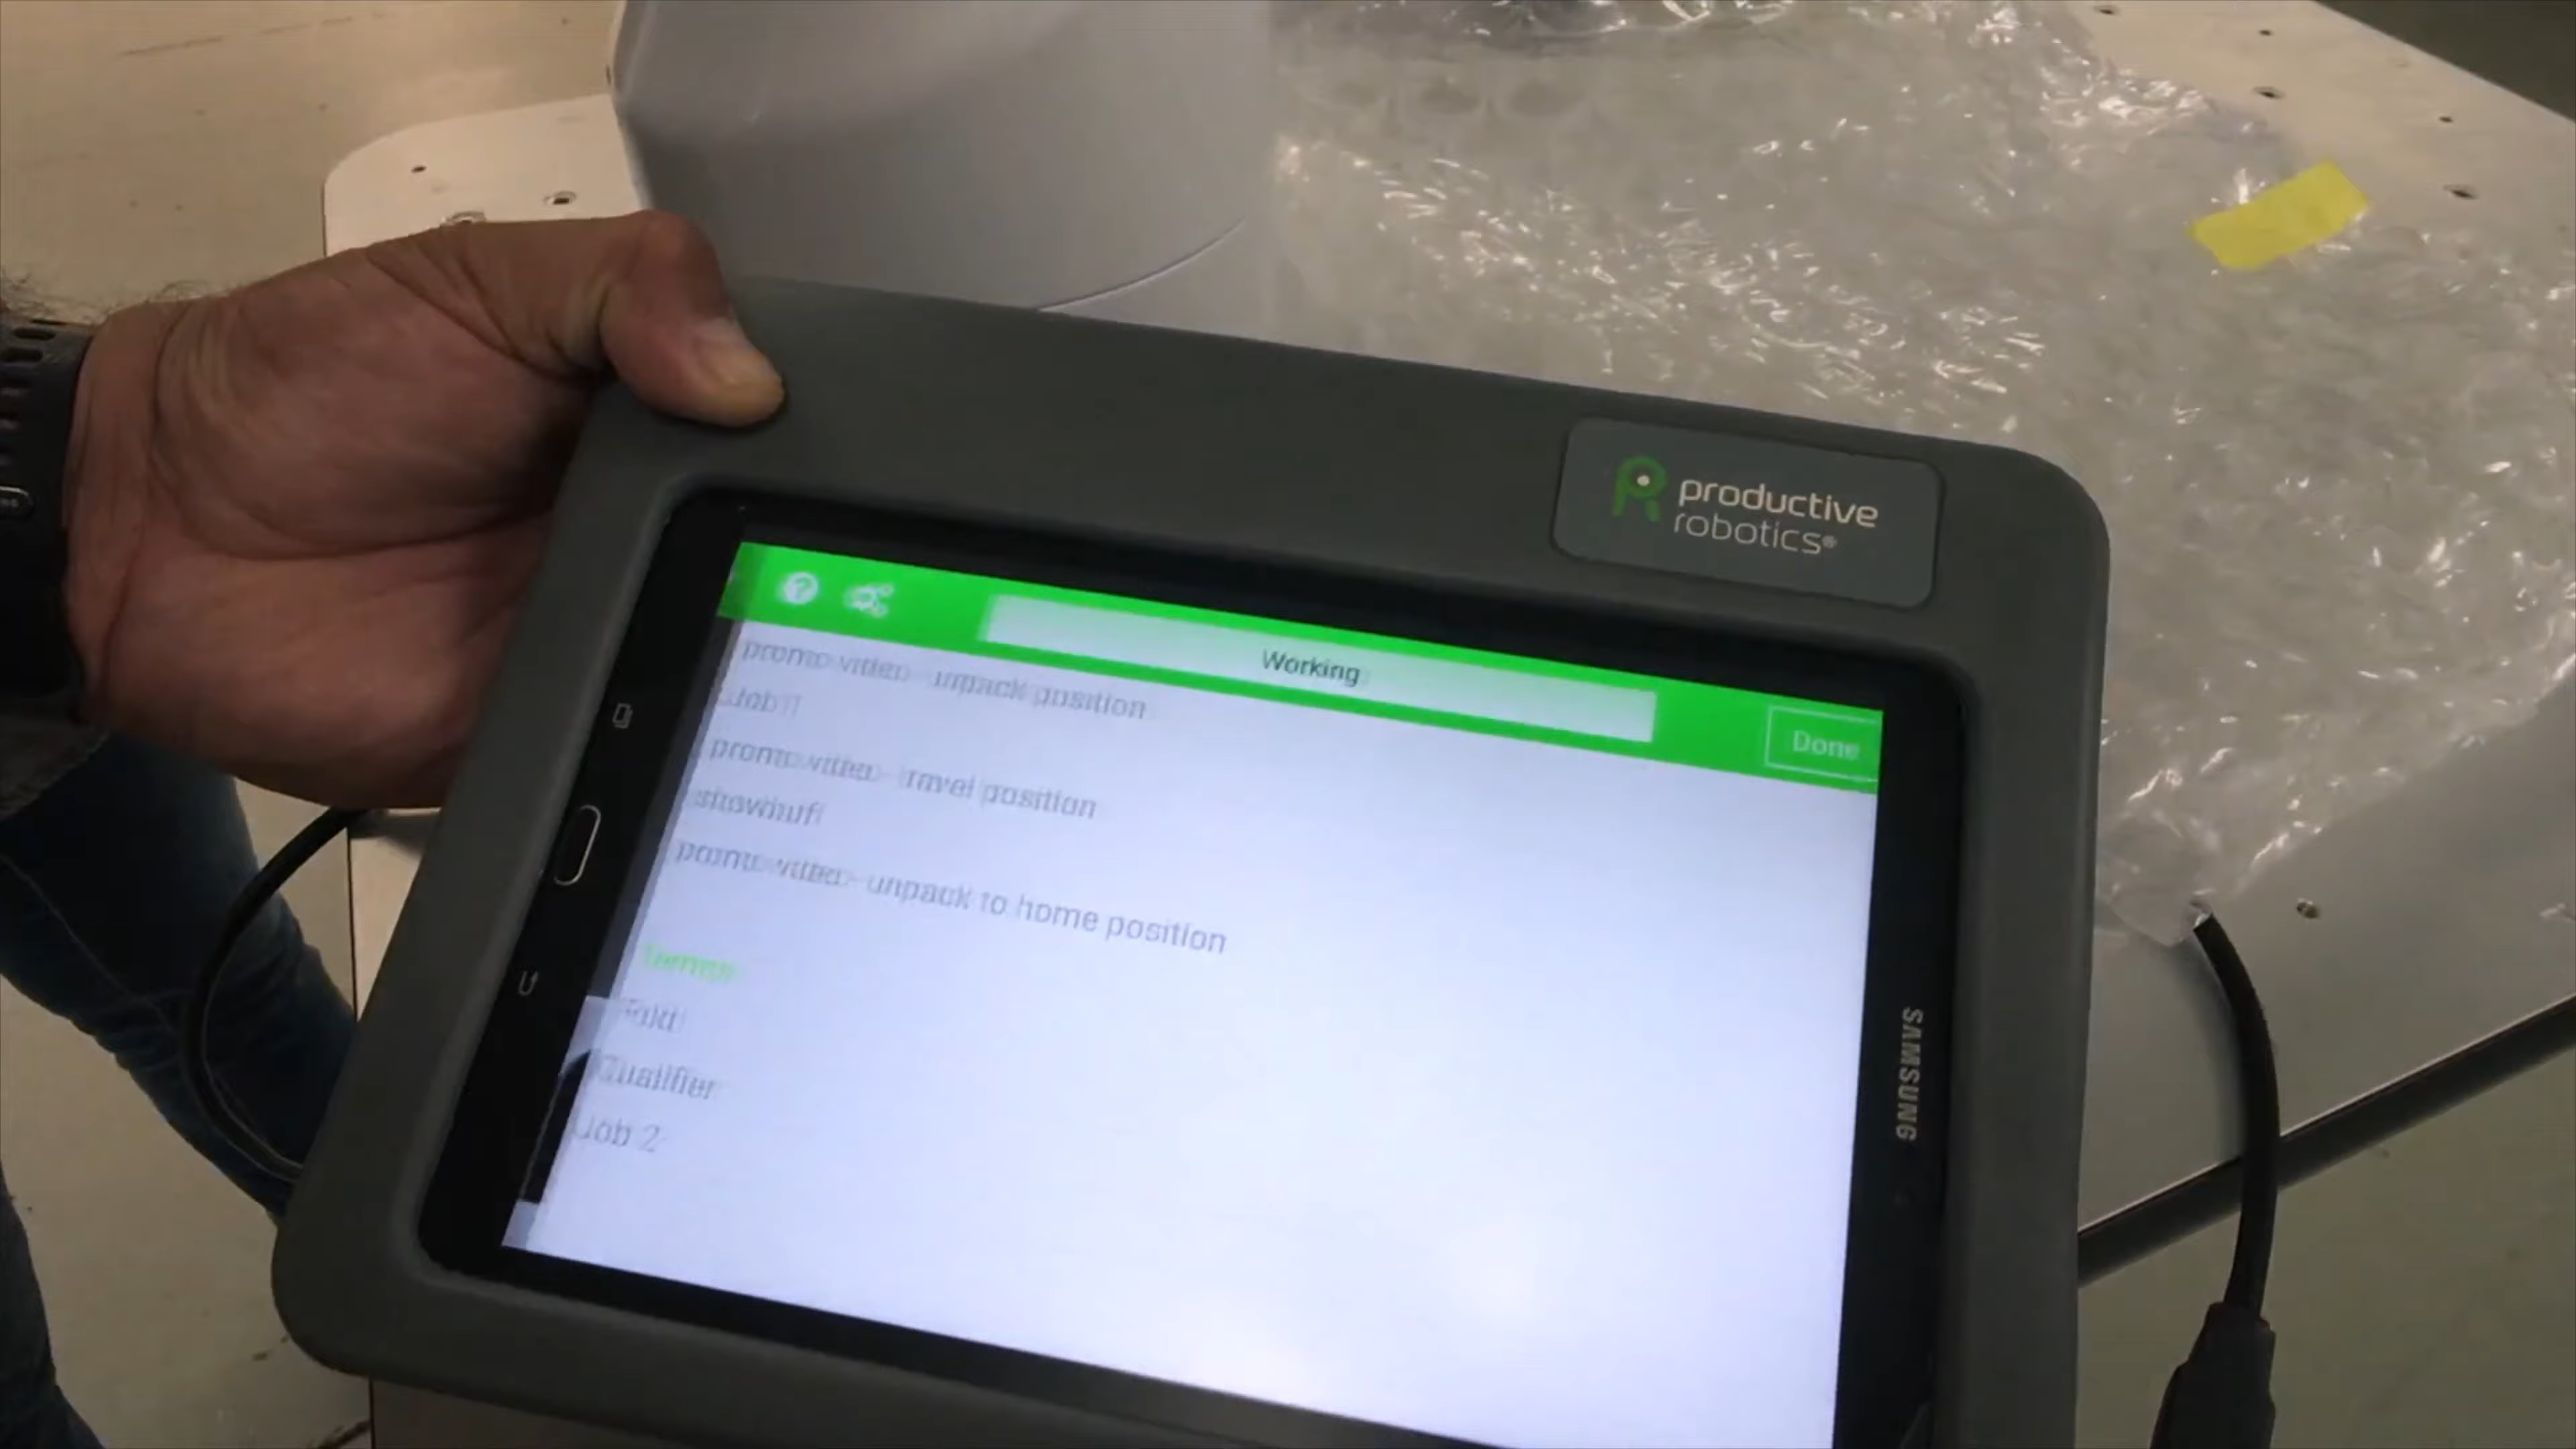 productive
robotics®
Working
Done
promo video - unpack position
Job 1
promo video - travel position
promo video - unpack to home position
Qualifier
Job 2
SAMSUNG